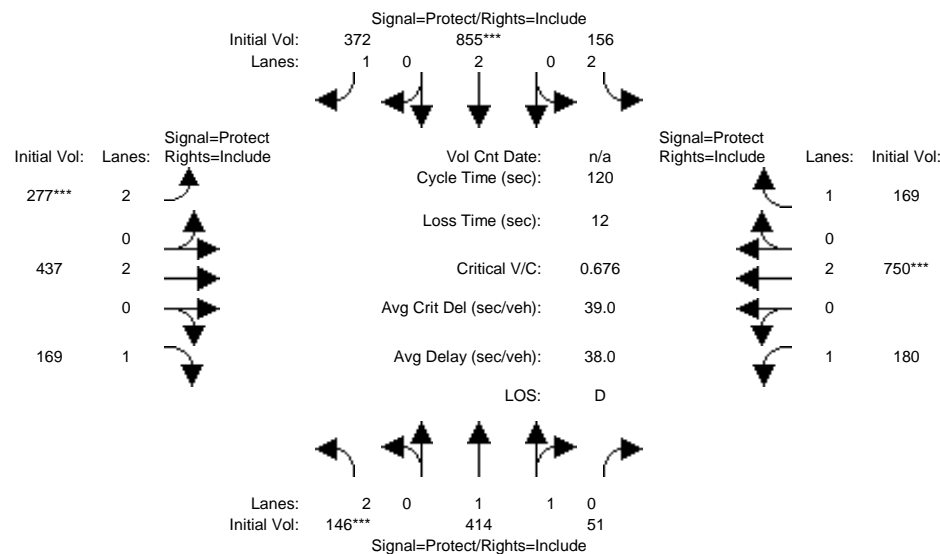 Signal=Protect/Rights=Include
Initial Vol: 372 855*** 156
Lanes: 1 0 2 0 2
Signal=Protect
Initial Vol: Lanes: Rights=Include
Vol Cnt Date: n/a
Signal=Protect
Rights=Include Lanes: Initial Vol:
Cycle Time (sec): 120
277*** 2
1 169
Loss Time (sec): 12
0
0
437 2
Critical V/C: 0.676
2 750***
0
Avg Crit Del (sec/veh): 39.0
0
169 1
Avg Delay (sec/veh): 38.0
1 180
LOS: D
Lanes: 2 0 1 1 0
Initial Vol: 146*** 414 51
Signal=Protect/Rights=Include